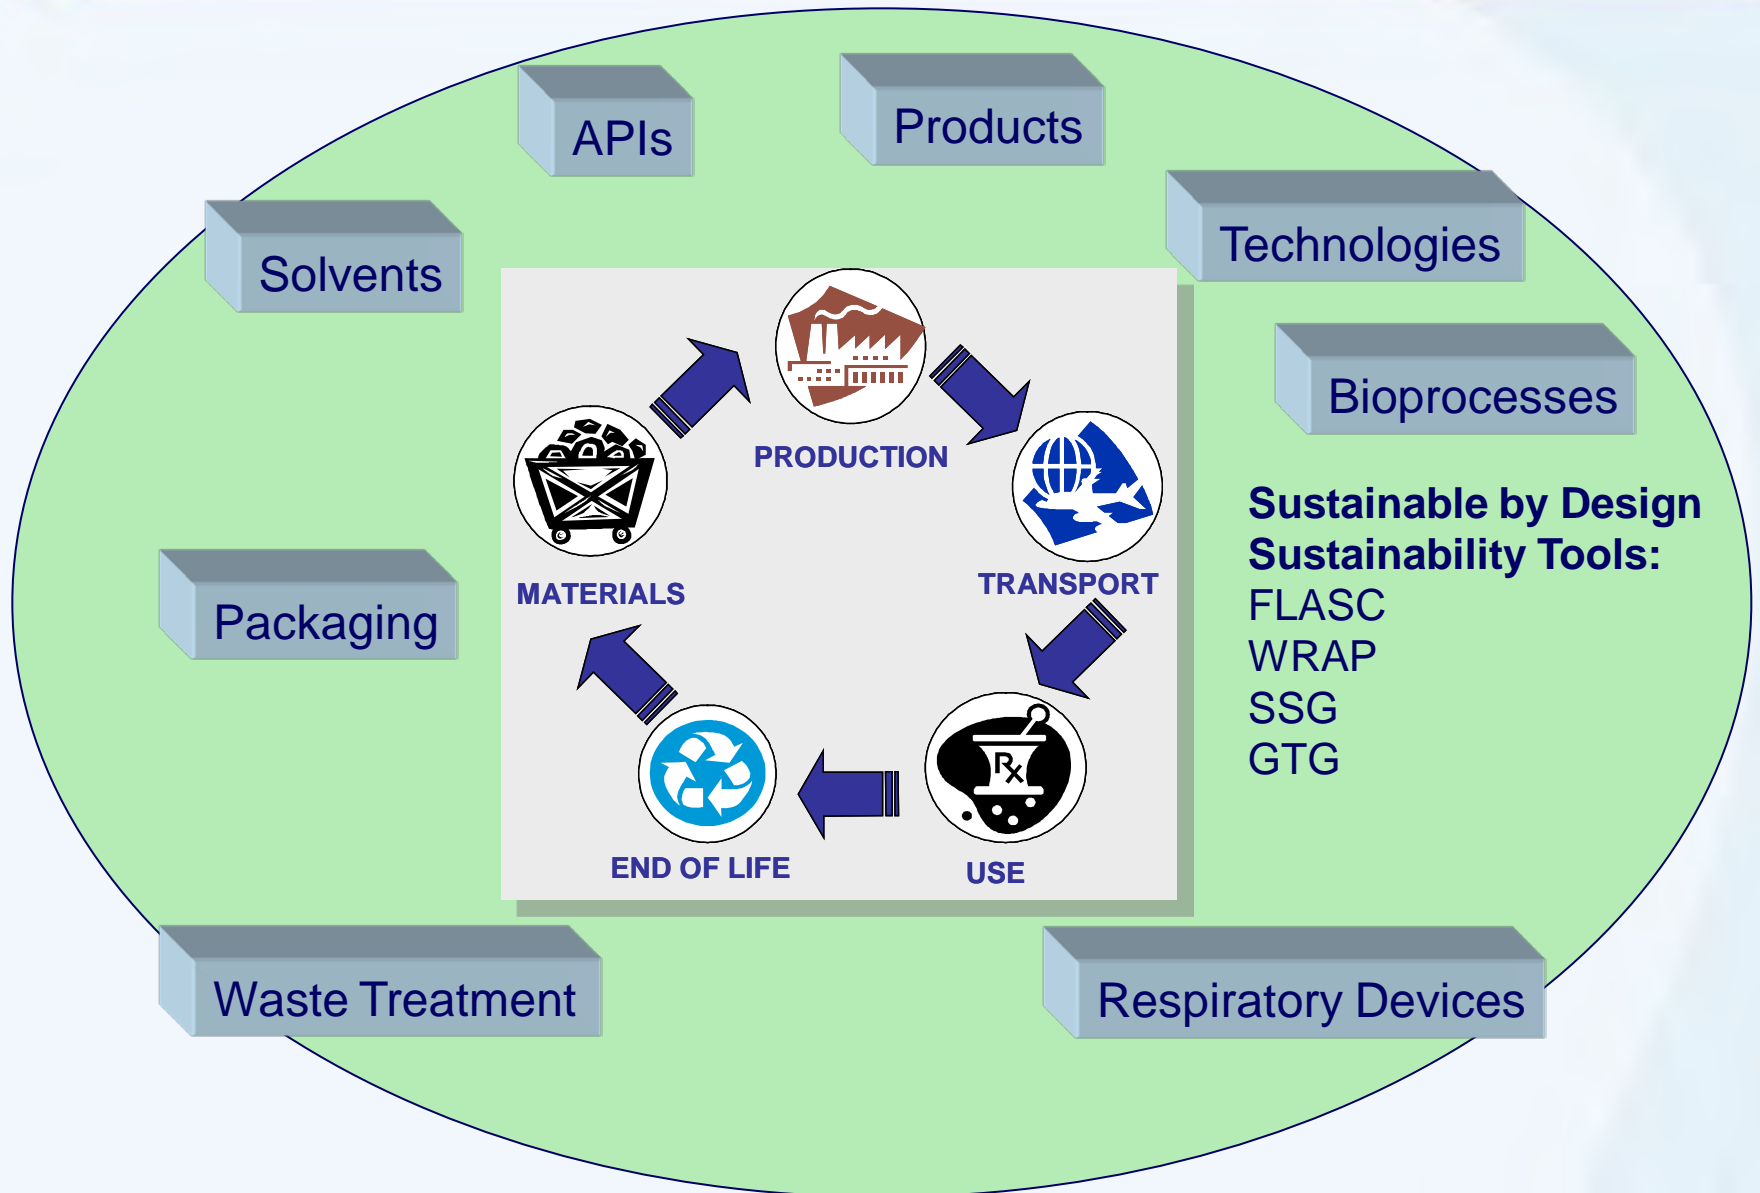 APIs
Products
Solvents
Technologies
Bioprocesses
PRODUCTION
MATERIALS
TRANSPORT
Sustainable by Design
Sustainability Tools:
FLASC
WRAP
SSG
GTG
Packaging
Rx
END OF LIFE
USE
Waste Treatment
Respiratory Devices